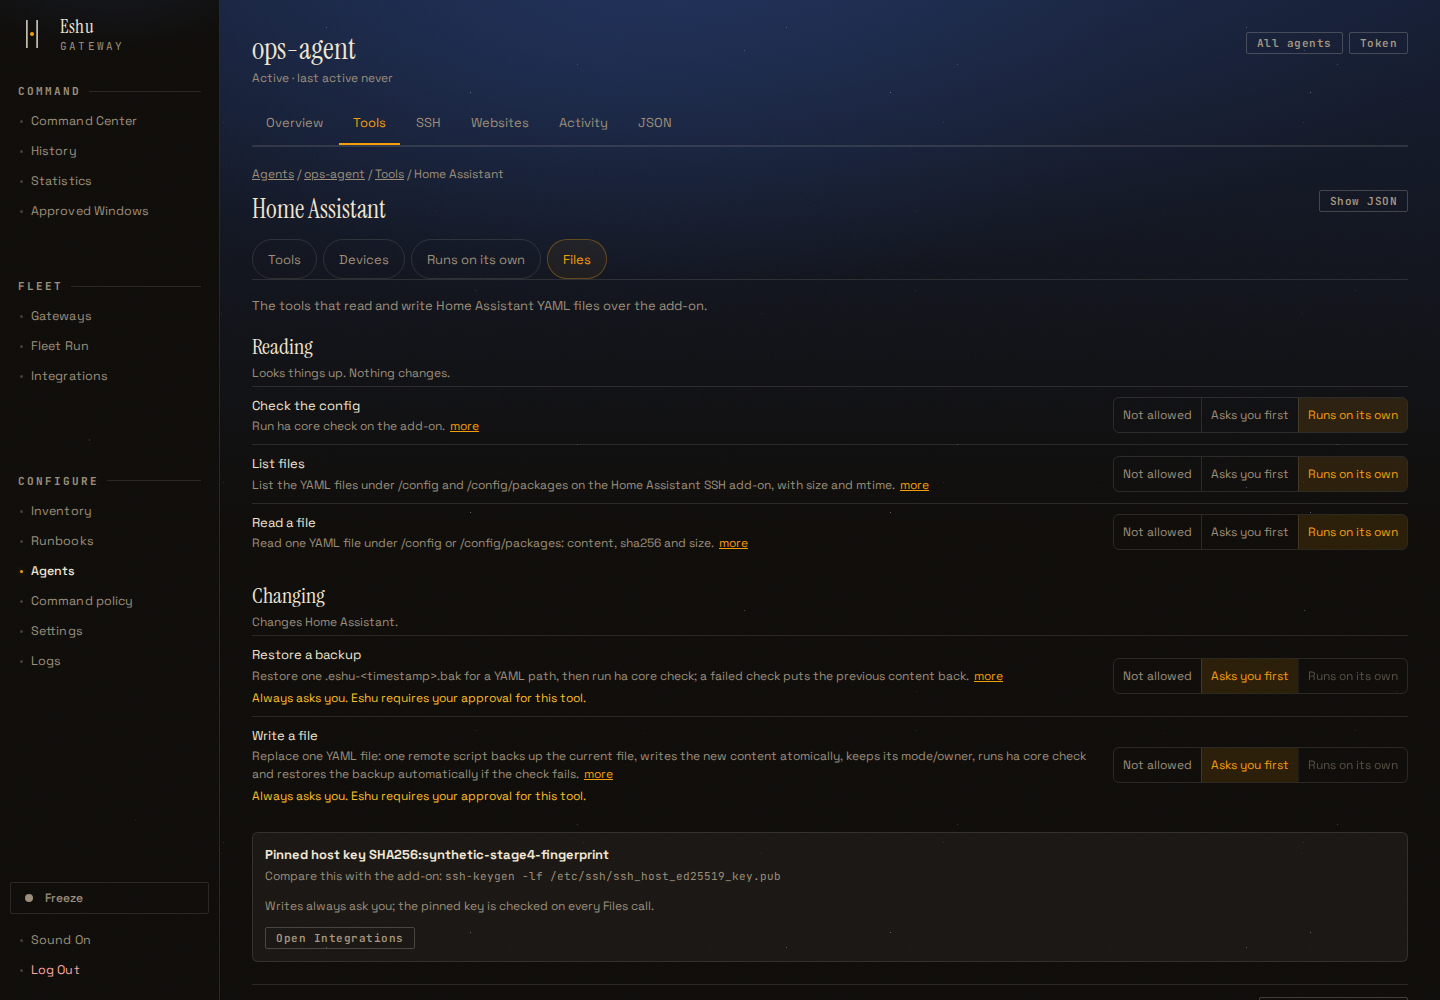 Eshu
GATEWAY
COMMAND
Command Center
History
Statistics
Approved Windows
FLEET
Gateways
Fleet Run
Integrations
CONFIGURE
Inventory
Runbooks
Agents
Command policy
Settings
Logs
Freeze
Sound On
Log Out
ops-agent
Active · last active never
All agents
Token
Overview
Tools
SSH
Websites
Activity
JSON
Agents / ops-agent / Tools / Home Assistant
Home Assistant
Show JSON
Tools
Devices
Runs on its own
Files
The tools that read and write Home Assistant YAML files over the add-on.
Reading
Looks things up. Nothing changes.
Check the config
Run ha core check on the add-on. more
Not allowed
Asks you first
Runs on its own
List files
List the YAML files under /config and /config/packages on the Home Assistant SSH add-on, with size and mtime. more
Not allowed
Asks you first
Runs on its own
Read a file
Read one YAML file under /config or /config/packages: content, sha256 and size. more
Not allowed
Asks you first
Runs on its own
Changing
Changes Home Assistant.
Restore a backup
Restore one .eshu-<timestamp>.bak for a YAML path, then run ha core check; a failed check puts the previous content back. more
Always asks you. Eshu requires your approval for this tool.
Not allowed
Asks you first
Runs on its own
Write a file
Replace one YAML file: one remote script backs up the current file, writes the new content atomically, keeps its mode/owner, runs ha core check
and restores the backup automatically if the check fails. more
Always asks you. Eshu requires your approval for this tool.
Not allowed
Asks you first
Runs on its own
Pinned host key SHA256:synthetic-stage4-fingerprint
Compare this with the add-on: ssh-keygen -lf /etc/ssh/ssh_host_ed25519_key.pub
Writes always ask you; the pinned key is checked on every Files call.
Open Integrations